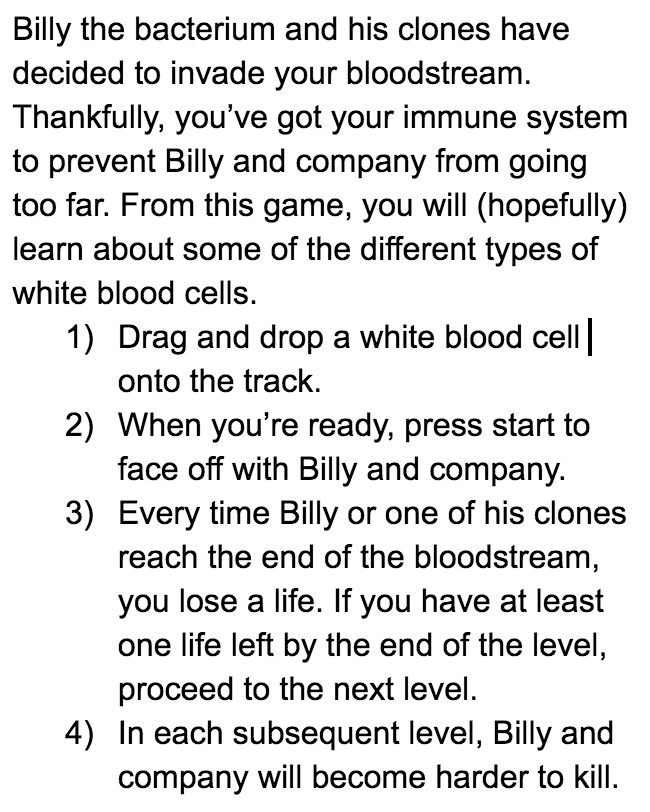 Billy the bacterium and his clones have
decided to invade your bloodstream.
Thankfully, you’ve got your immune system
to prevent Billy and company from going
too far. From this game, you will (hopefully)
learn about some of the different types of
white blood cells.
1) Drag and drop a white blood cell
onto the track.
2) When you’re ready, press start to
face off with Billy and company.
3) Every time Billy or one of his clones
reach the end of the bloodstream,
you lose a life. If you have at least
one life left by the end of the level,
proceed to the next level.
4) In each subsequent level, Billy and
company will become harder to kill.